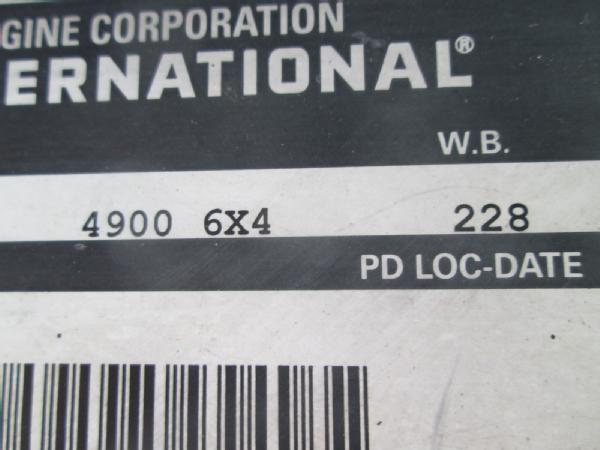 GINE CORPORATION
ERNATIONAL®
W.B.
4900 6X4 228
PD LOC-DATE